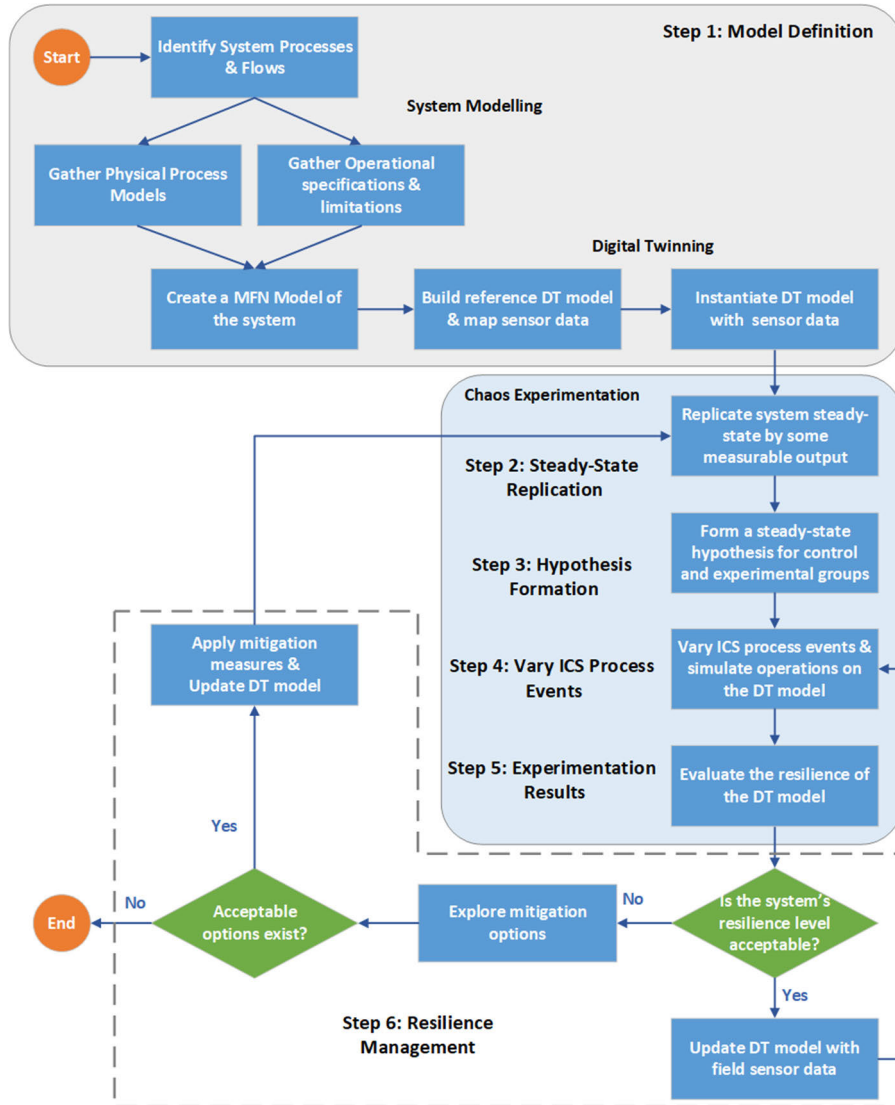 Step 1: Model Definition
Start
Identify System Processes
& Flows
System Modelling
Gather Physical Process
Models
Gather Operational
specifications &
limitations
Digital Twinning
Create a MFN Model of
the system
Build reference DT model
& map sensor data
Instantiate DT model
with sensor data
Chaos Experimentation
Replicate system steady-
state by some
measurable output
Step 2: Steady-State
Replication
Form a steady-state
hypothesis for control
and experimental groups
Step 3: Hypothesis
Formation
Apply mitigation
measures &
Update DT model
Step 4: Vary ICS Process
Events
Vary ICS process events &
simulate operations on
the DT model
Step 5: Experimentation
Results
Evaluate the resilience of
the DT model
Yes
End
No
Acceptable
options exist?
Explore mitigation
options
No
Is the system's
resilience level
acceptable?
Yes
Step 6: Resilience
Management
Update DT model with
field sensor data